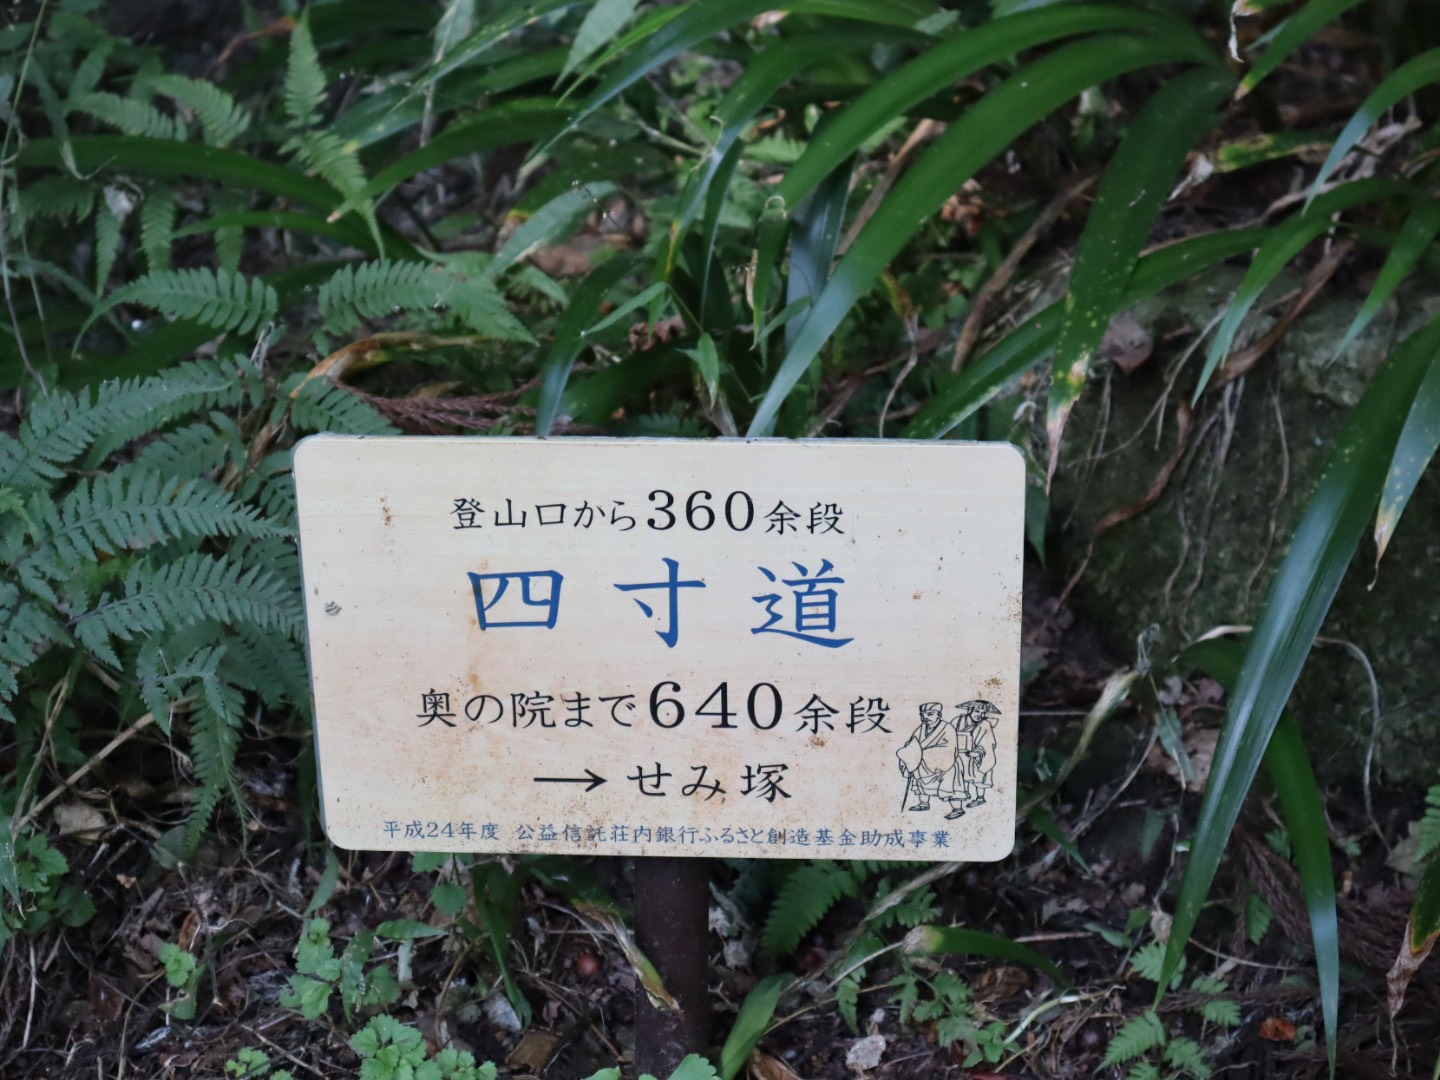 登山口から360余段
四寸道
奥の院まで640余段
→せみ塚
平成24年度 公益信託荘内銀行ふるさと創造基金助成事業